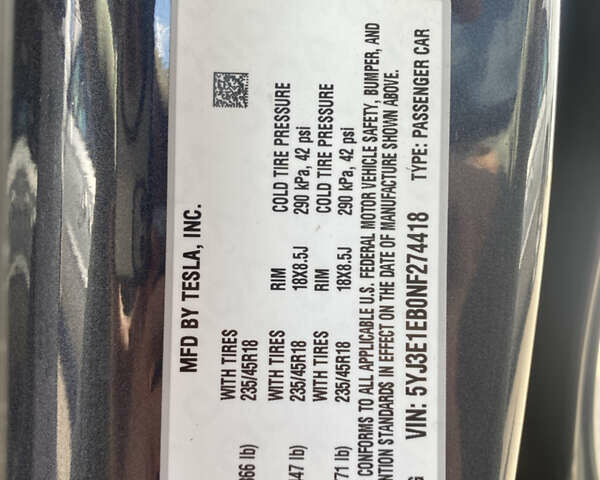 MFD BY TESLA, INC.
WITH TIRES
235/45R18
366 lb) WITH TIRES RIM COLD TIRE PRESSURE
235/45R18 18X8.5J 290 kPa, 42 psi
447 lb) WITH TIRES RIM COLD TIRE PRESSURE
71 lb) 235/45R18 18X8.5J 290 kPa, 42 psi
CONFORMS TO ALL APPLICABLE U.S. FEDERAL MOTOR VEHICLE SAFETY, BUMPER, AND
NTION STANDARDS IN EFFECT ON THE DATE OF MANUFACTURE SHOWN ABOVE.
VIN: 5YJ3E1EB0NF274418 TYPE: PASSENGER CAR